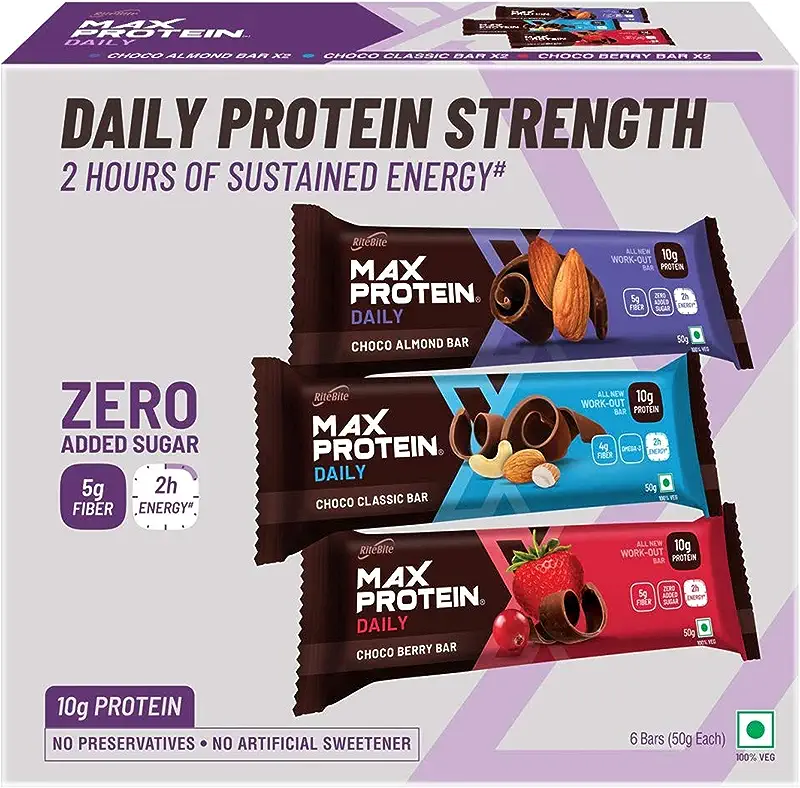 MAX
PROTEIN
DAILY
CHOCO ALMOND BAR X2 • CHOCO CLASSIC BAR X2 • CHOCO BERRY BAR X2
DAILY PROTEIN STRENGTH
2 HOURS OF SUSTAINED ENERGY#
RiteBite
MAX
PROTEIN®
DAILY
CHOCO ALMOND BAR
ALL NEW
WORK-OUT
BAR
10g
PROTEIN
5g
FIBER
ZERO
ADDED
SUGAR
2h
ENERGY#
50g
100% VEG
ZERO
ADDED SUGAR
5g
FIBER
2h
ENERGY#
RiteBite
MAX
PROTEIN®
DAILY
CHOCO CLASSIC BAR
ALL NEW
WORK-OUT
BAR
10g
PROTEIN
4g
FIBER
OMEGA-3
2h
ENERGY#
50g
100% VEG
RiteBite
MAX
PROTEIN®
DAILY
CHOCO BERRY BAR
ALL NEW
WORK-OUT
BAR
10g
PROTEIN
5g
FIBER
ZERO
ADDED
SUGAR
2h
ENERGY#
50g
100% VEG
10g PROTEIN
NO PRESERVATIVES • NO ARTIFICIAL SWEETENER
6 Bars (50g Each)
100% VEG